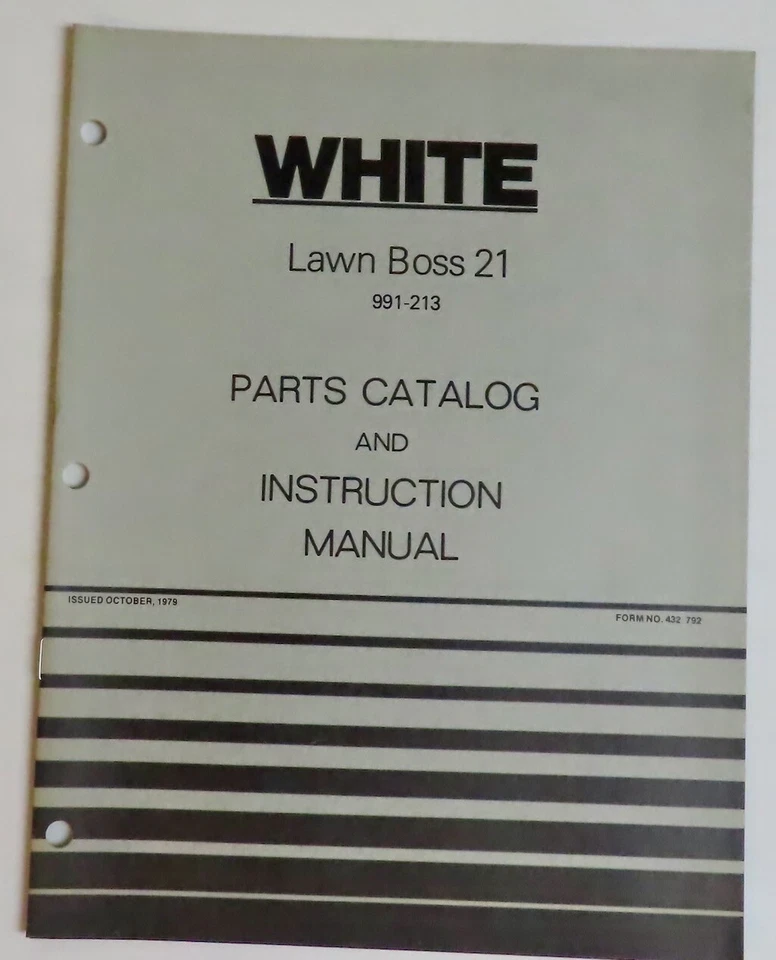 WHITE
Lawn Boss 21
991-213
PARTS CATALOG
AND
INSTRUCTION
MANUAL
ISSUED OCTOBER, 1979
FORM NO. 432 792